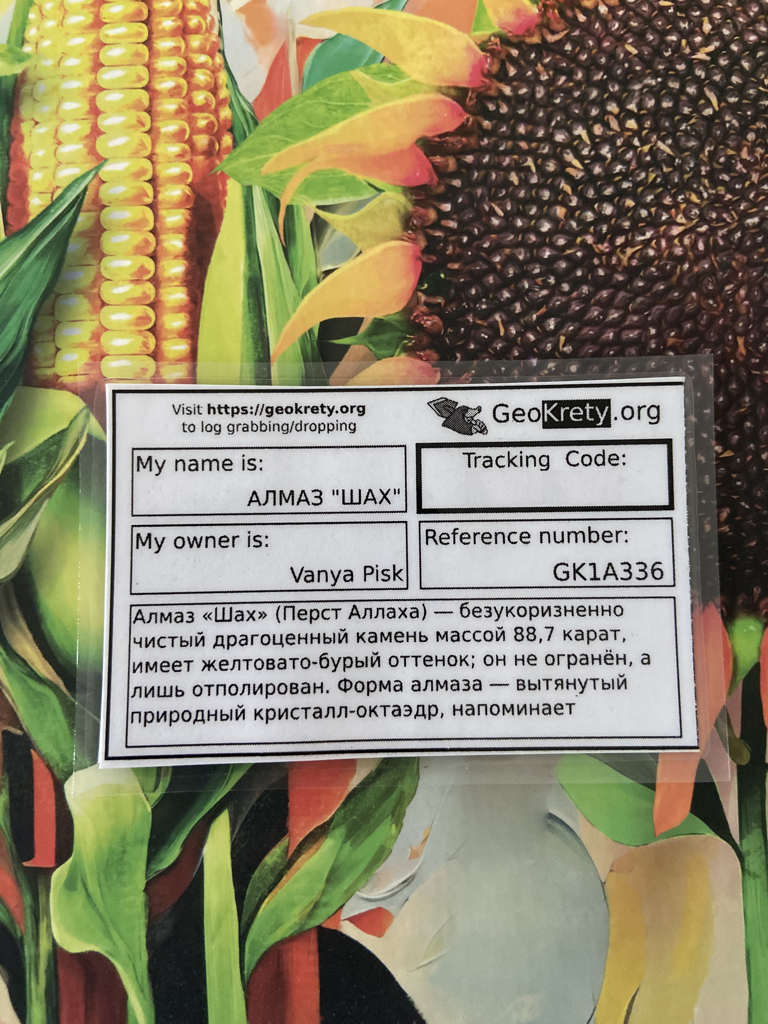 Visit https://geokrety.org
to log grabbing/dropping
GeoKrety.org
My name is:
АЛМАЗ "ШАХ"
Tracking Code:
My owner is:
Vanya Pisk
Reference number:
GK1A336
Алмаз «Шах» (Перст Аллаха) — безукоризненно
чистый драгоценный камень массой 88,7 карат,
имеет желтовато-бурый оттенок; он не огранён, а
лишь отполирован. Форма алмаза — вытянутый
природный кристалл-октаэдр, напоминает